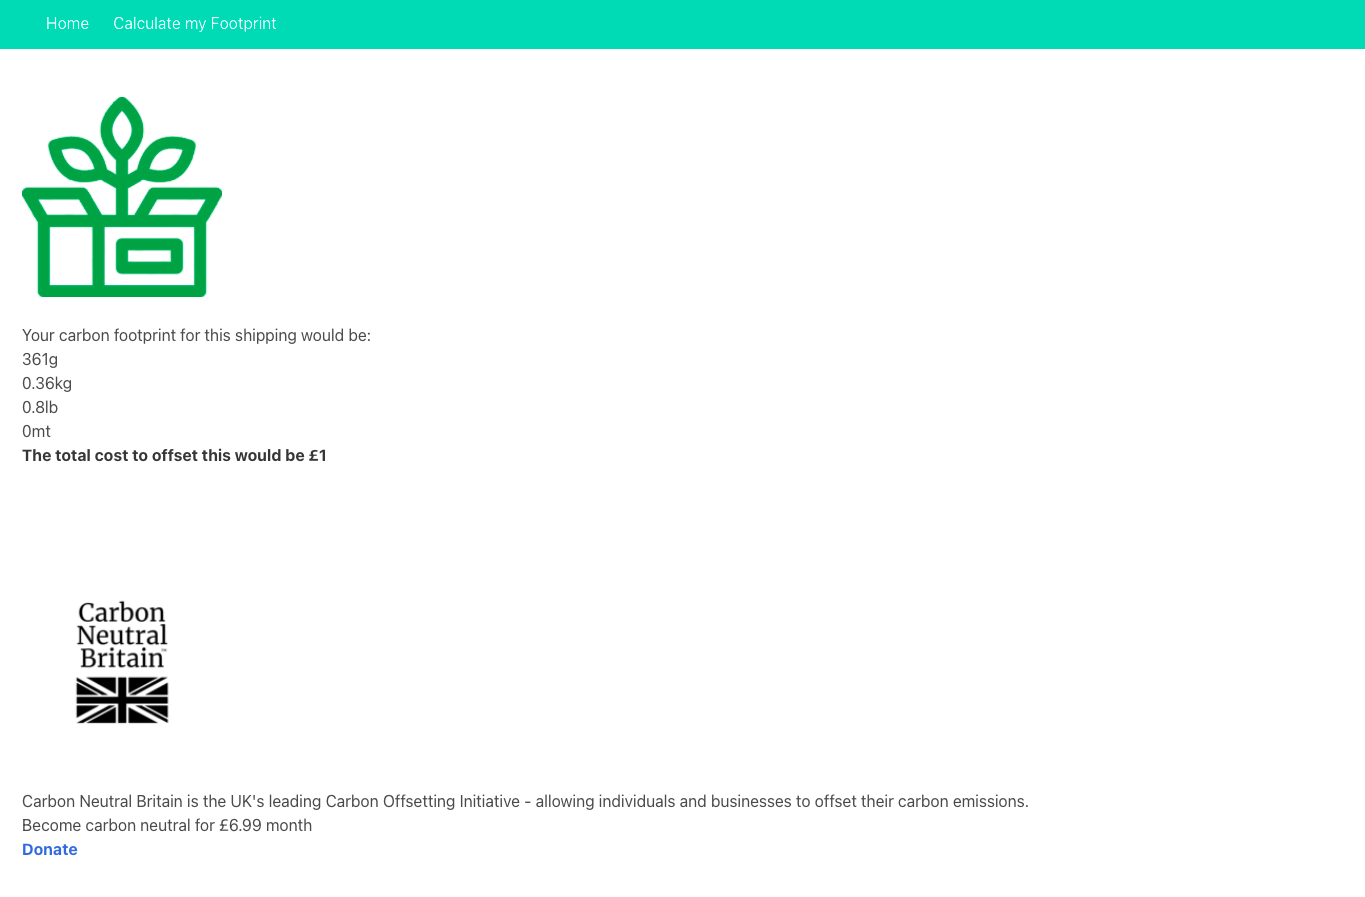 Home
Calculate my Footprint
Your carbon footprint for this shipping would be:
361g
0.36kg
0.8lb
0mt
The total cost to offset this would be £1
Carbon
Neutral
Britain
Carbon Neutral Britain is the UK's leading Carbon Offsetting Initiative - allowing individuals and businesses to offset their carbon emissions.
Become carbon neutral for £6.99 month
Donate